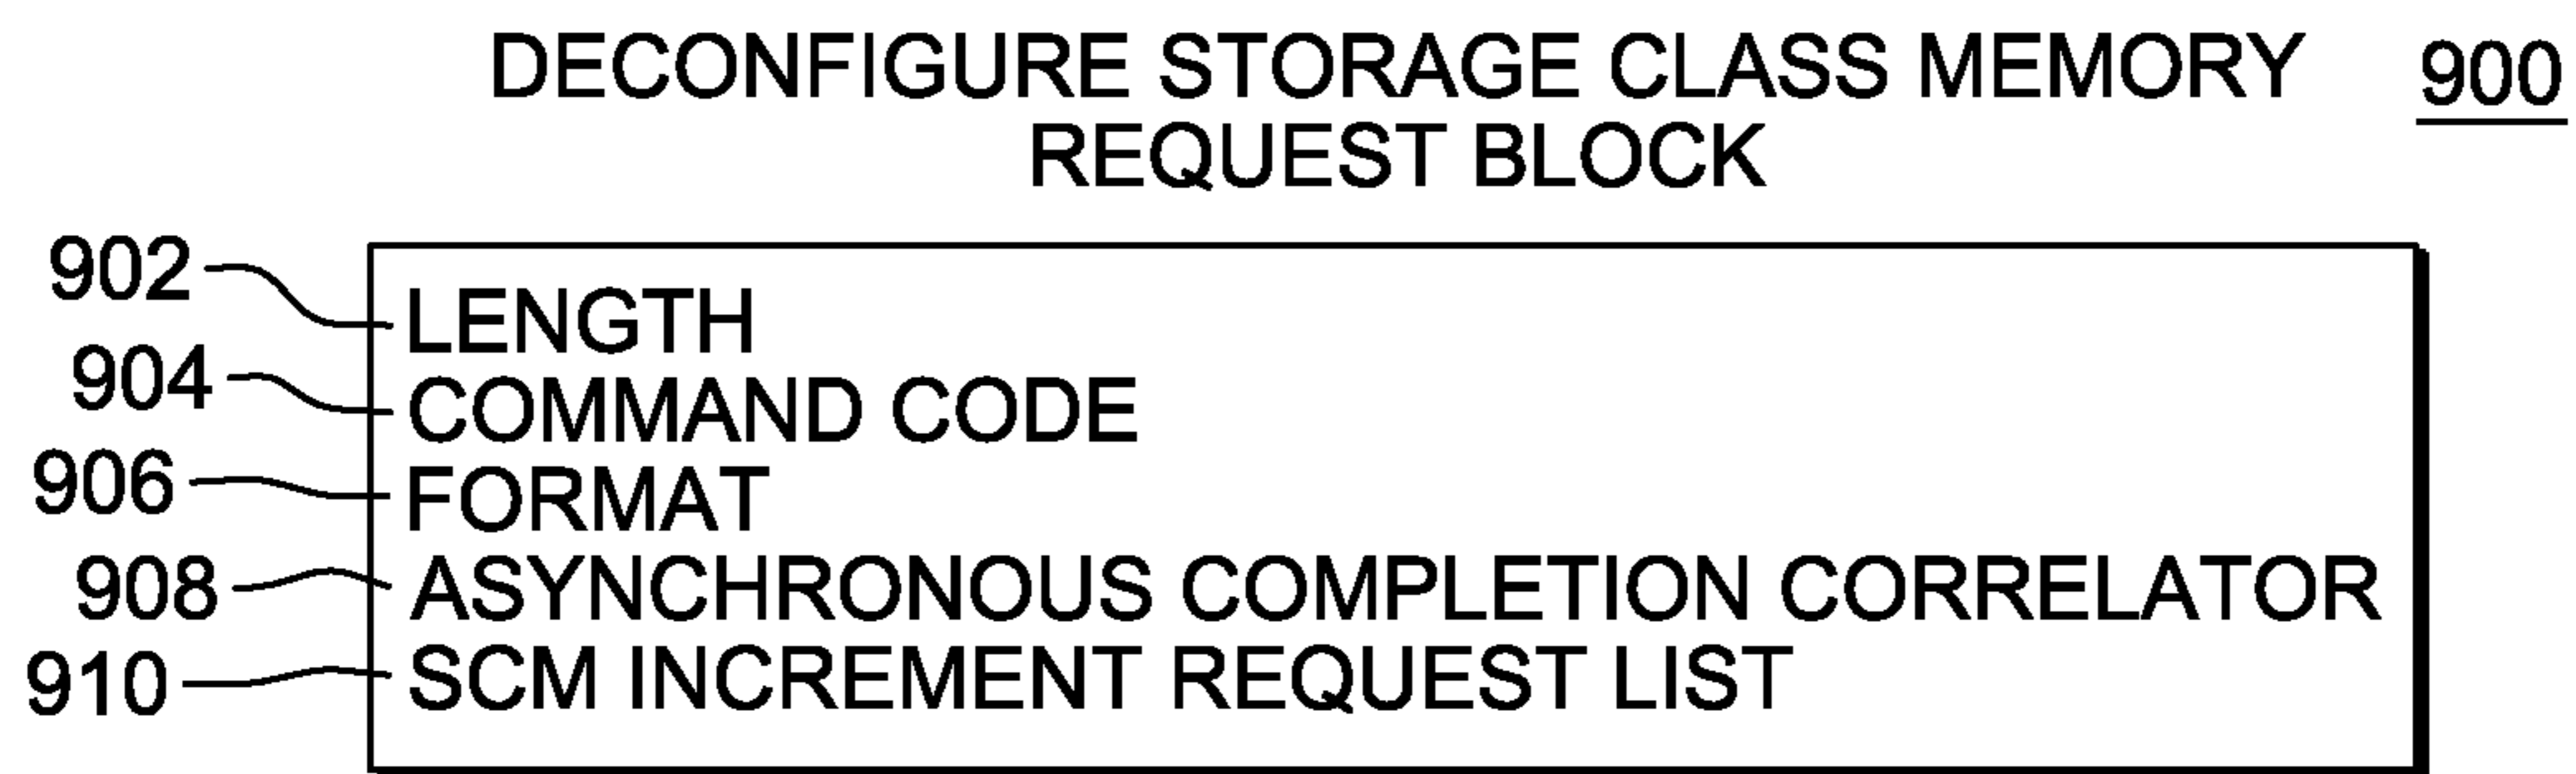 DECONFIGURE STORAGE CLASS MEMORY 900
REQUEST BLOCK
902 LENGTH
904 COMMAND CODE
906 FORMAT
908 ASYNCHRONOUS COMPLETION CORRELATOR
910 SCM INCREMENT REQUEST LIST